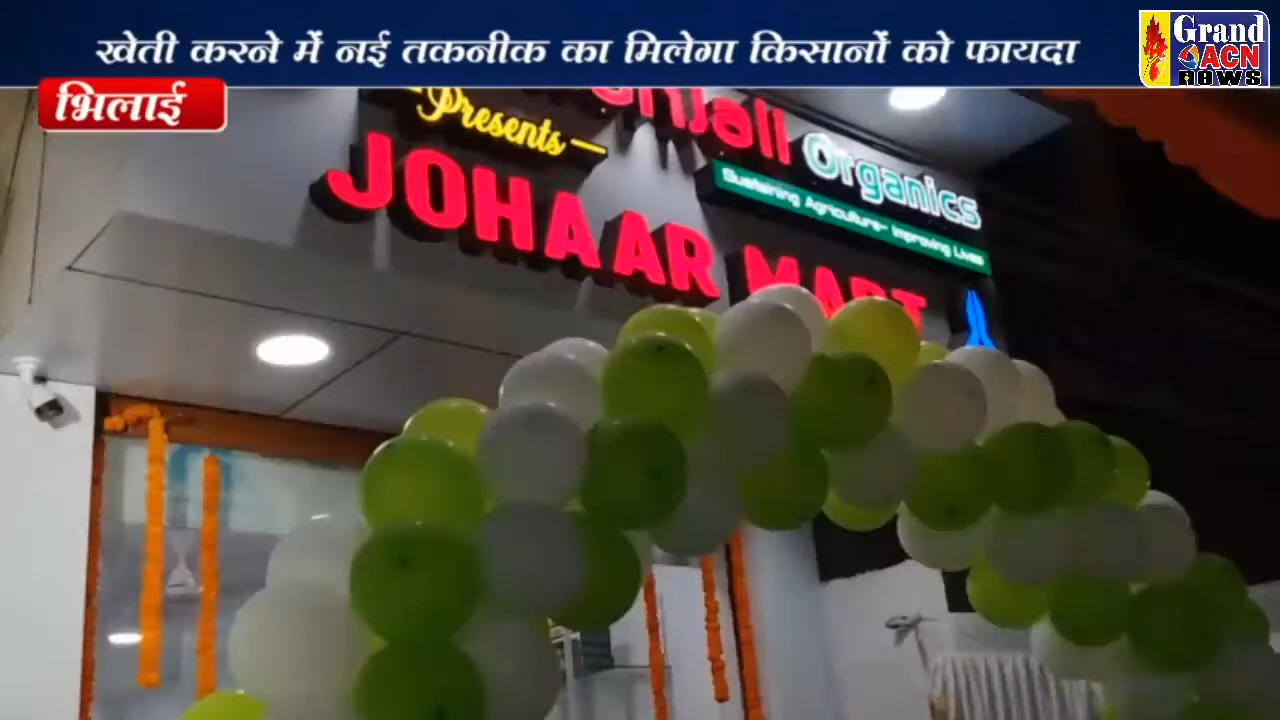 खेती करने में नई तकनीक का मिलेगा किसानों को फायदा
Grand
ACN
NEWS
भिलाई
Presents
Organics
Sustaining Agriculture- Improving Lives
JOHAAR MART